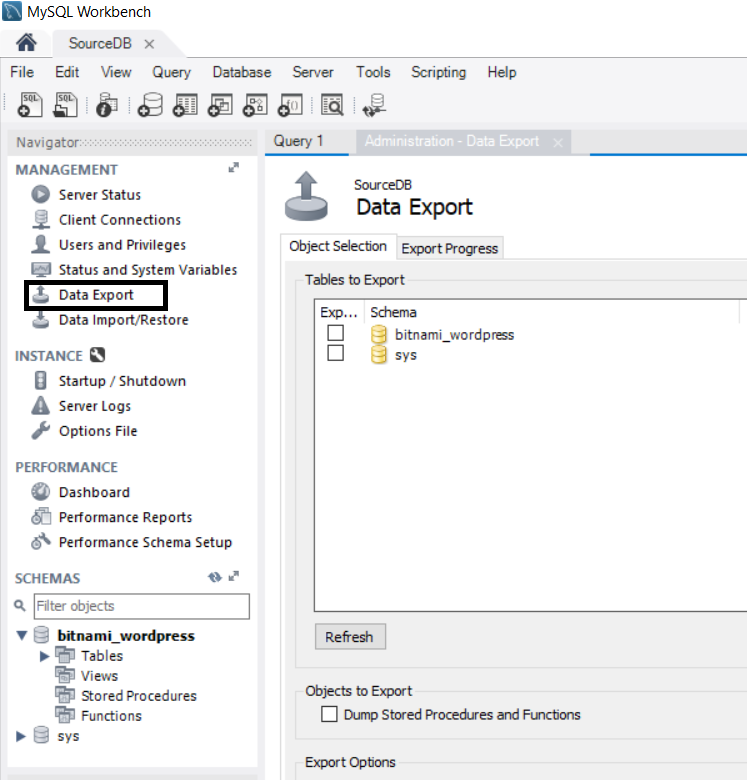 MySQL Workbench
SourceDB
File Edit View Query Database Server Tools Scripting Help
SQL SQL i f()
Navigator
MANAGEMENT
Server Status
Client Connections
Users and Privileges
Status and System Variables
Data Export
Data Import/Restore
INSTANCE
Startup / Shutdown
Server Logs
Options File
PERFORMANCE
Dashboard
Performance Reports
Performance Schema Setup
SCHEMAS
Filter objects
bitnami_wordpress
Tables
Views
Stored Procedures
Functions
sys
Query 1 Administration - Data Export
SourceDB
Data Export
Object Selection Export Progress
Tables to Export
Exp... Schema
bitnami_wordpress
sys
Refresh
Objects to Export
Dump Stored Procedures and Functions
Export Options